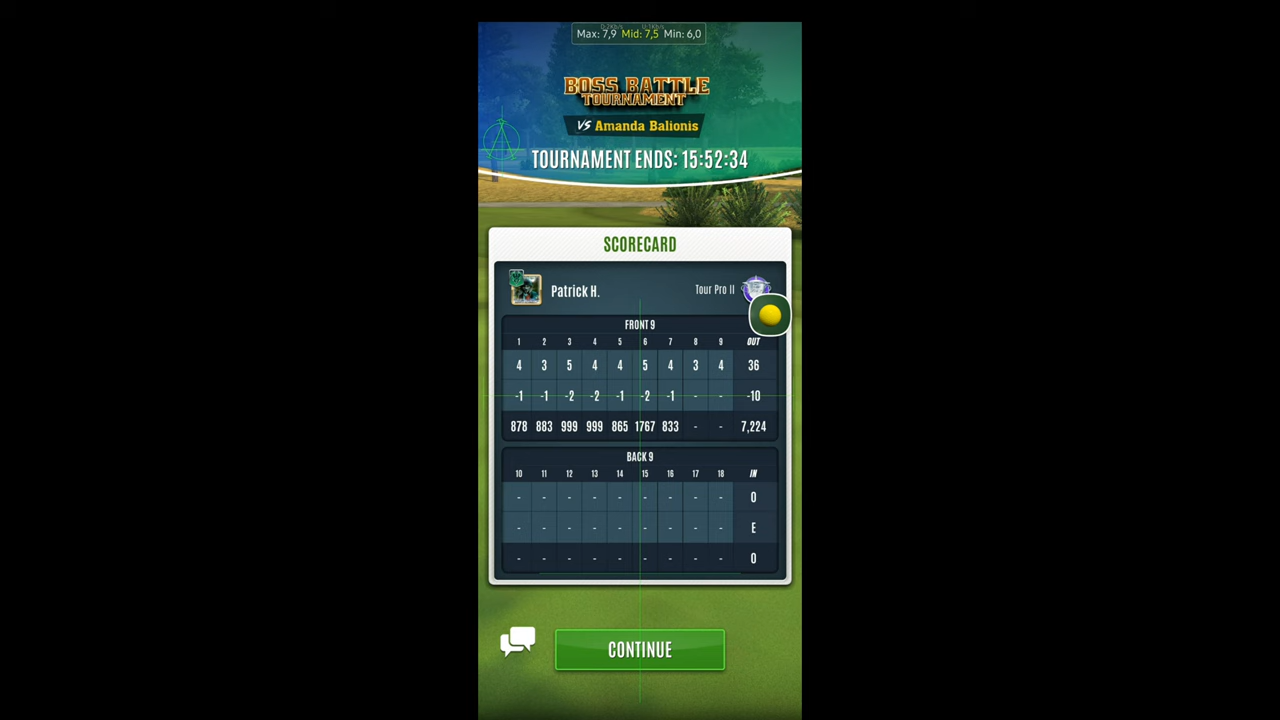 Max: 7,9 Mid: 7,5 Min: 6,0
BOSS BATTLE
TOURNAMENT
VS Amanda Balionis
TOURNAMENT ENDS: 15:52:34
SCORECARD
Patrick H. Tour Pro II
FRONT 9
1 2 3 4 5 6 7 8 9 OUT
4 3 5 4 4 5 4 3 4 36
-1 -1 -2 -2 -1 -2 -1 - - -10
878 883 999 999 865 1767 833 - - 7,224
BACK 9
10 11 12 13 14 15 16 17 18 IN
- - - - - - - - - 0
- - - - - - - - - E
- - - - - - - - - 0
CONTINUE